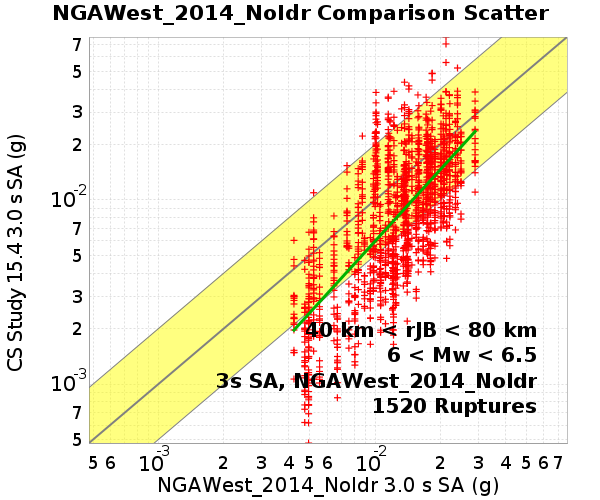 NGAWest_2014_NoIdr Comparison Scatter
CS Study 15.4 3.0 s SA (g)
7
5
3
2
10-2
7
5
3
2
10-3
7
5
40 km < rJB < 80 km
6 < Mw < 6.5
3s SA, NGAWest_2014_NoIdr
1520 Ruptures
5 6 10-3 2 3 4 5 6 10-2 2 3 4 5 6 7
NGAWest_2014_NoIdr 3.0 s SA (g)